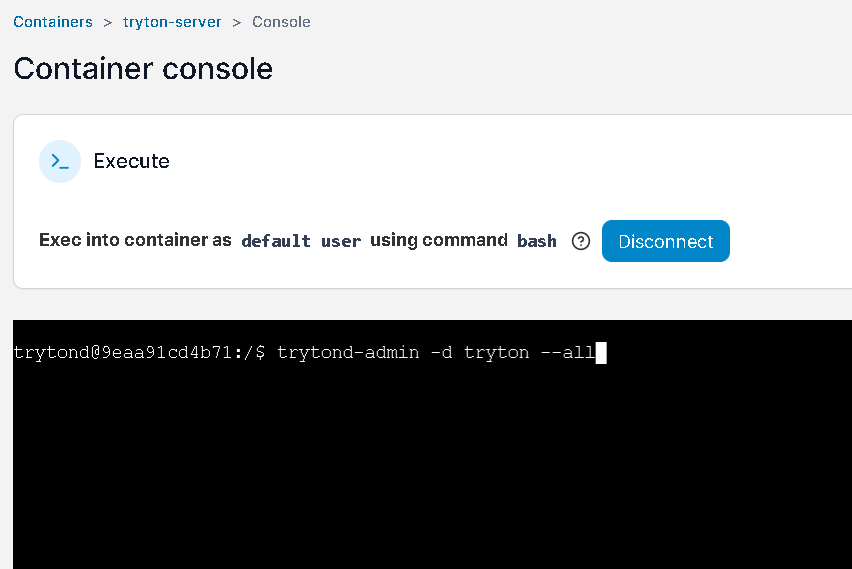 Containers > tryton-server > Console
Container console
>_ Execute
Exec into container as default user using command bash ? Disconnect
trytond@9eaa91cd4b71:/$ trytond-admin -d tryton --all